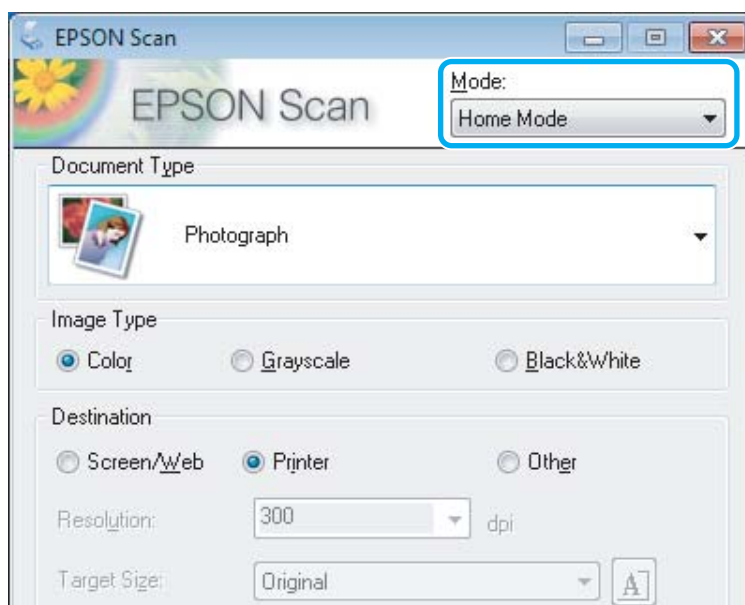 EPSON Scan
EPSON Scan
Mode:
Home Mode
Document Type
Photograph
Image Type
Color Grayscale Black&White
Destination
Screen/Web Printer Other
Resolution: 300 dpi
Target Size: Original A